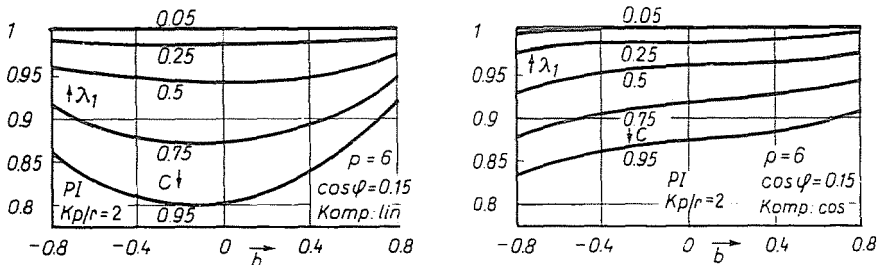 0.05
1
0.25
0.95
0.5
↑λ₁
0.9
0.75
0.85
C↓
p=6
PI
cosφ=0.15
Kp/r=2
0.95
Komp: lin
0.8
−0.8
−0.4
0
0.4
0.8
b
0.05
1
0.25
↑λ₁
0.95
0.5
0.9
0.75
↓C
0.95
0.85
p=6
PI
cosφ=0.15
Kp/r=2
Komp: cos
0.8
−0.8
−0.4
0
0.4
0.8
b